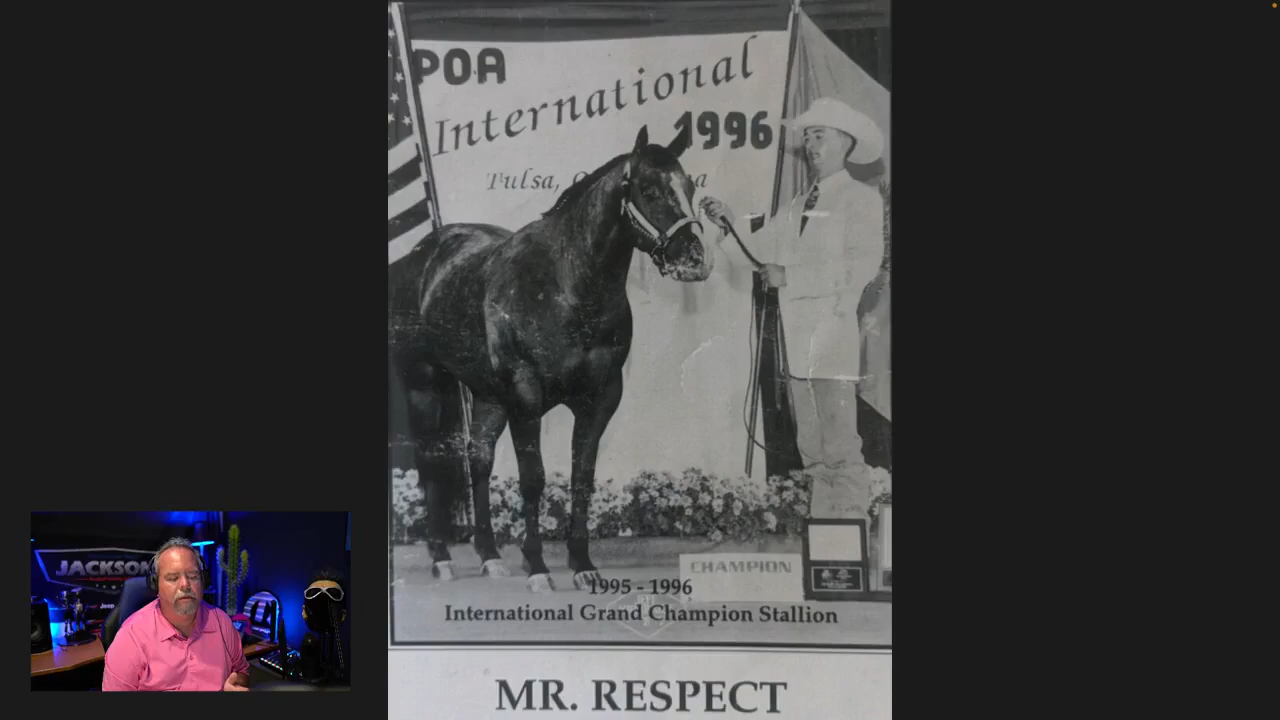 POA
International
1996
Tulsa,
CHAMPION
1995 - 1996
International Grand Champion Stallion
MR. RESPECT
JACKSON